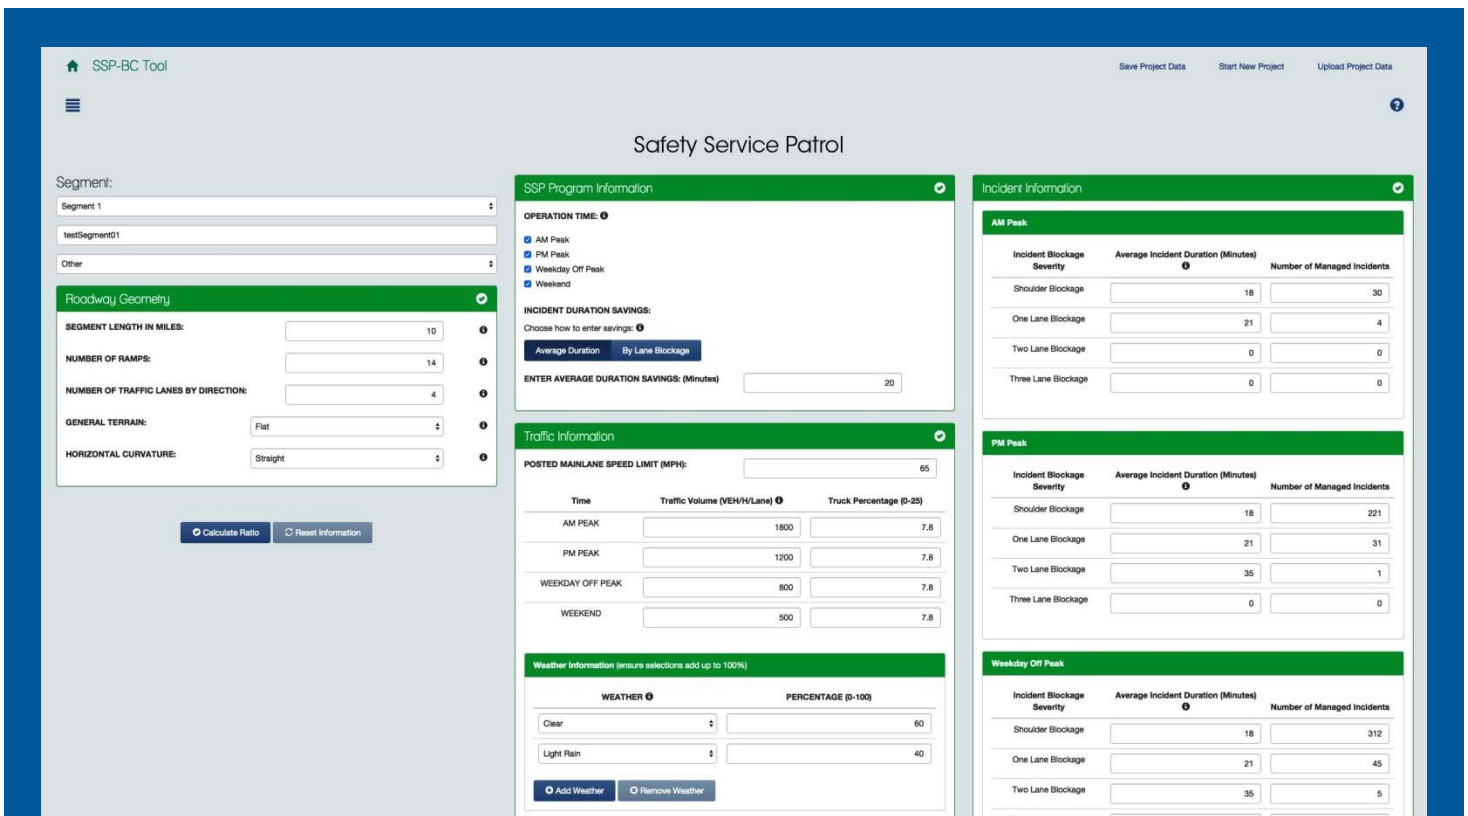 SSP-BC Tool
Save Project Data Start New Project Upload Project Data
Safety Service Patrol
Segment:
Segment 1
testSegment01
Other
Roadway Geometry
SEGMENT LENGTH IN MILES: 10
NUMBER OF RAMPS: 14
NUMBER OF TRAFFIC LANES BY DIRECTION: 4
GENERAL TERRAIN: Flat
HORIZONTAL CURVATURE: Straight
Calculate Ratio Reset Information
SSP Program Information
OPERATION TIME:
AM Peak
PM Peak
Weekday Off Peak
Weekend
INCIDENT DURATION SAVINGS:
Choose how to enter savings:
Average Duration By Lane Blockage
ENTER AVERAGE DURATION SAVINGS: (Minutes) 20
Traffic Information
POSTED MAINLANE SPEED LIMIT (MPH): 65
Time Traffic Volume (VEH/H/Lane) Truck Percentage (0-25)
AM PEAK 1800 7.8
PM PEAK 1200 7.8
WEEKDAY OFF PEAK 800 7.8
WEEKEND 500 7.8
Weather Information (ensure selections add up to 100%)
WEATHER PERCENTAGE (0-100)
Clear 60
Light Rain 40
Add Weather Remove Weather
Incident Information
AM Peak
Incident Blockage Severity Average Incident Duration (Minutes) Number of Managed Incidents
Shoulder Blockage 18 30
One Lane Blockage 21 4
Two Lane Blockage 0 0
Three Lane Blockage 0 0
PM Peak
Incident Blockage Severity Average Incident Duration (Minutes) Number of Managed Incidents
Shoulder Blockage 18 221
One Lane Blockage 21 31
Two Lane Blockage 35 1
Three Lane Blockage 0 0
Weekday Off Peak
Incident Blockage Severity Average Incident Duration (Minutes) Number of Managed Incidents
Shoulder Blockage 18 312
One Lane Blockage 21 45
Two Lane Blockage 35 5